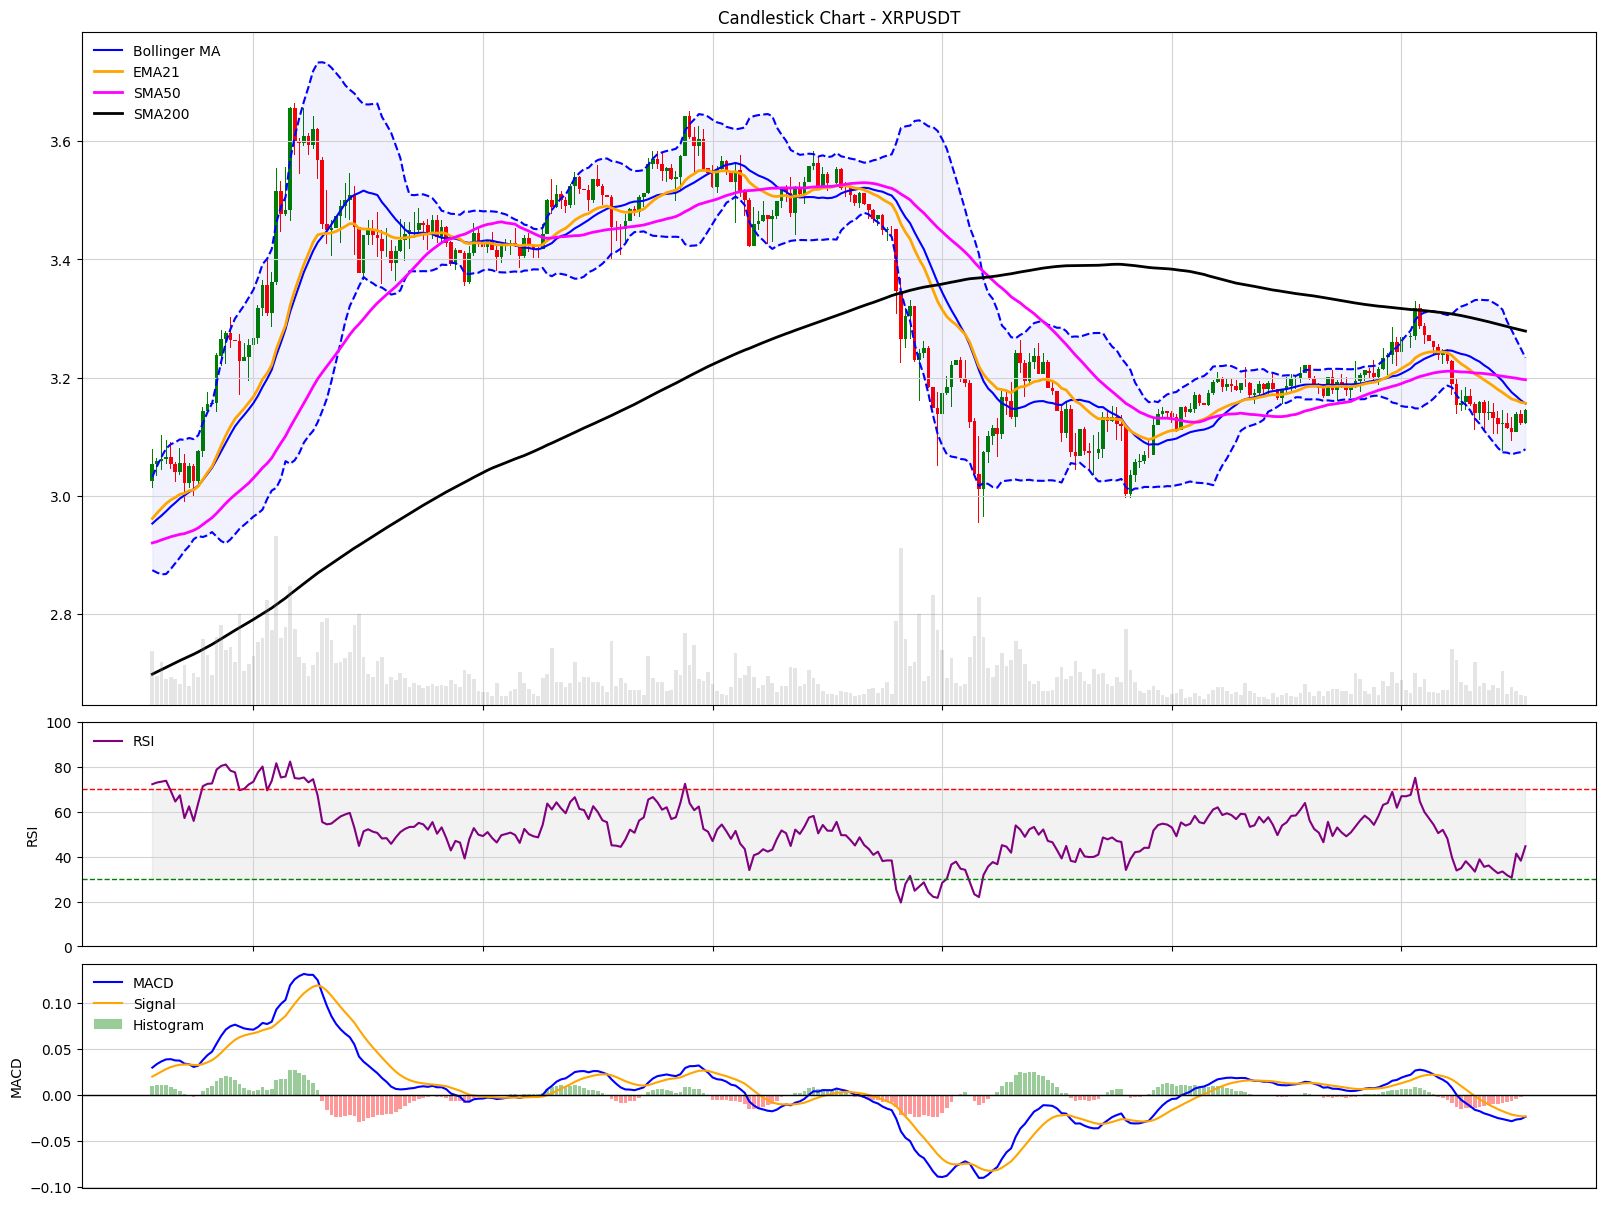 Candlestick Chart - XRPUSDT
Bollinger MA
EMA21
SMA50
SMA200
3.6
3.4
3.2
3.0
2.8
RSI
100
80
60
40
20
0
RSI
MACD
Signal
Histogram
0.10
0.05
0.00
−0.05
−0.10
MACD